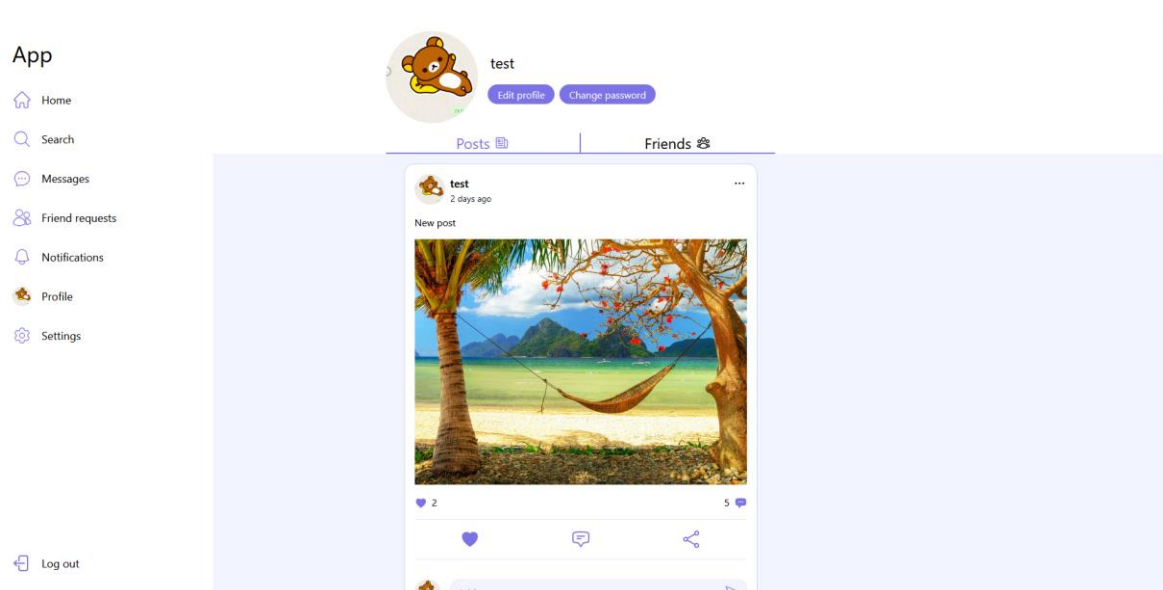 App
Home
Search
Messages
Friend requests
Notifications
Profile
Settings
Log out
test
Edit profile Change password
Posts Friends
test
2 days ago
New post
2 5